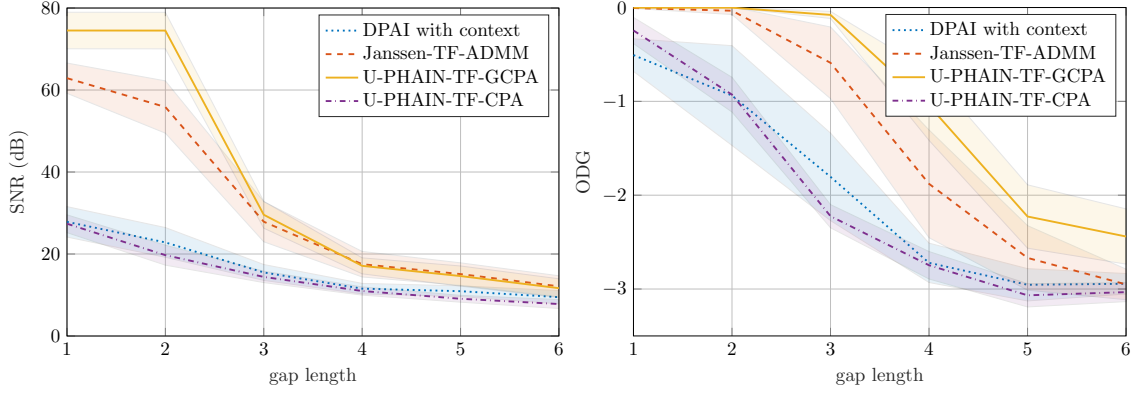 80
60
40
20
0
SNR (dB)
1 2 3 4 5 6
gap length
DPAI with context
Janssen-TF-ADMM
U-PHAIN-TF-GCPA
U-PHAIN-TF-CPA
0
−1
−2
−3
ODG
1 2 3 4 5 6
gap length
DPAI with context
Janssen-TF-ADMM
U-PHAIN-TF-GCPA
U-PHAIN-TF-CPA